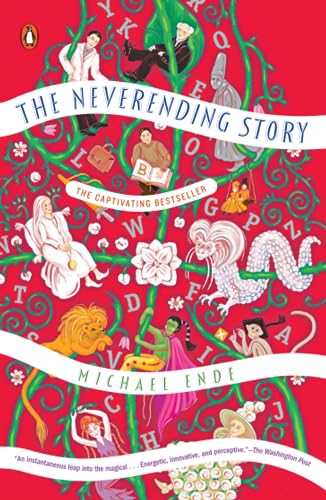 THE NEVERENDING STORY
B
THE CAPTIVATING BESTSELLER
MICHAEL ENDE
"An instantaneous leap into the magical . . . Energetic, innovative, and perceptive."—The Washington Post